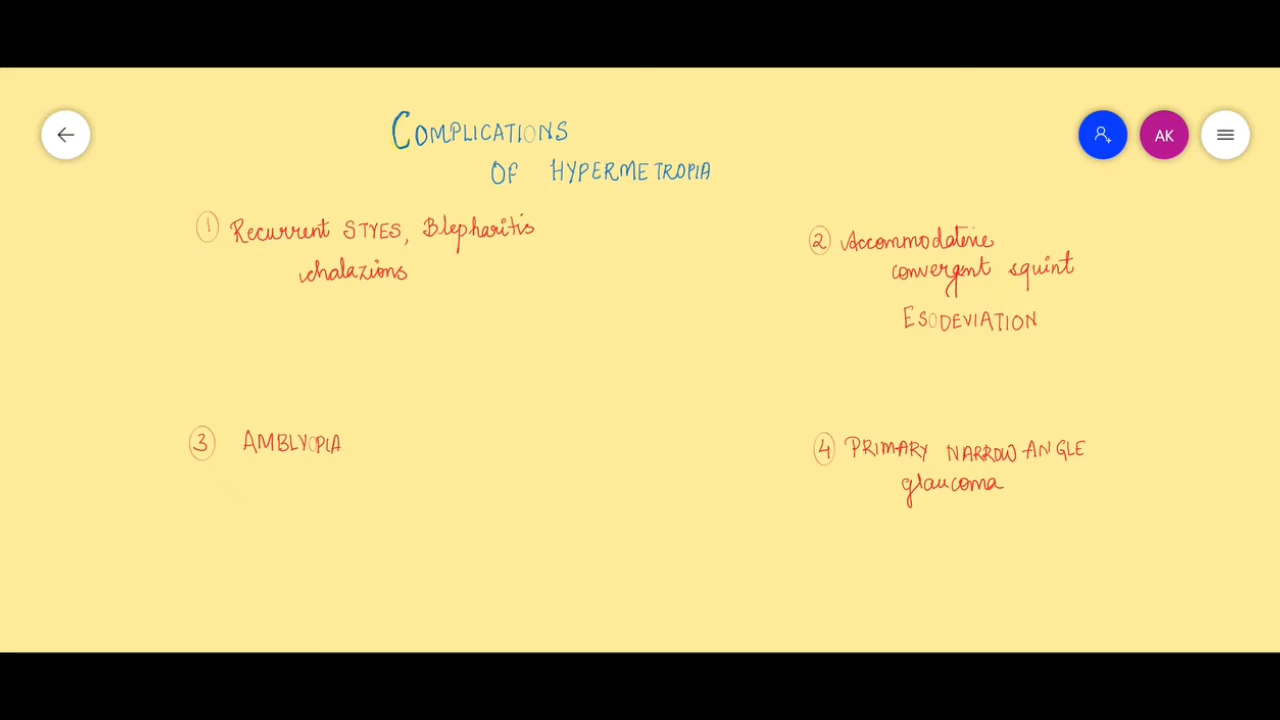 COMPLICATIONS
OF HYPERMETROPIA
① Recurrent STYES, Blepharitis
chalazions
② Accommodative
convergent squint
ESODEVIATION
③ AMBLYOPIA
④ PRIMARY NARROW ANGLE
glaucoma
AK